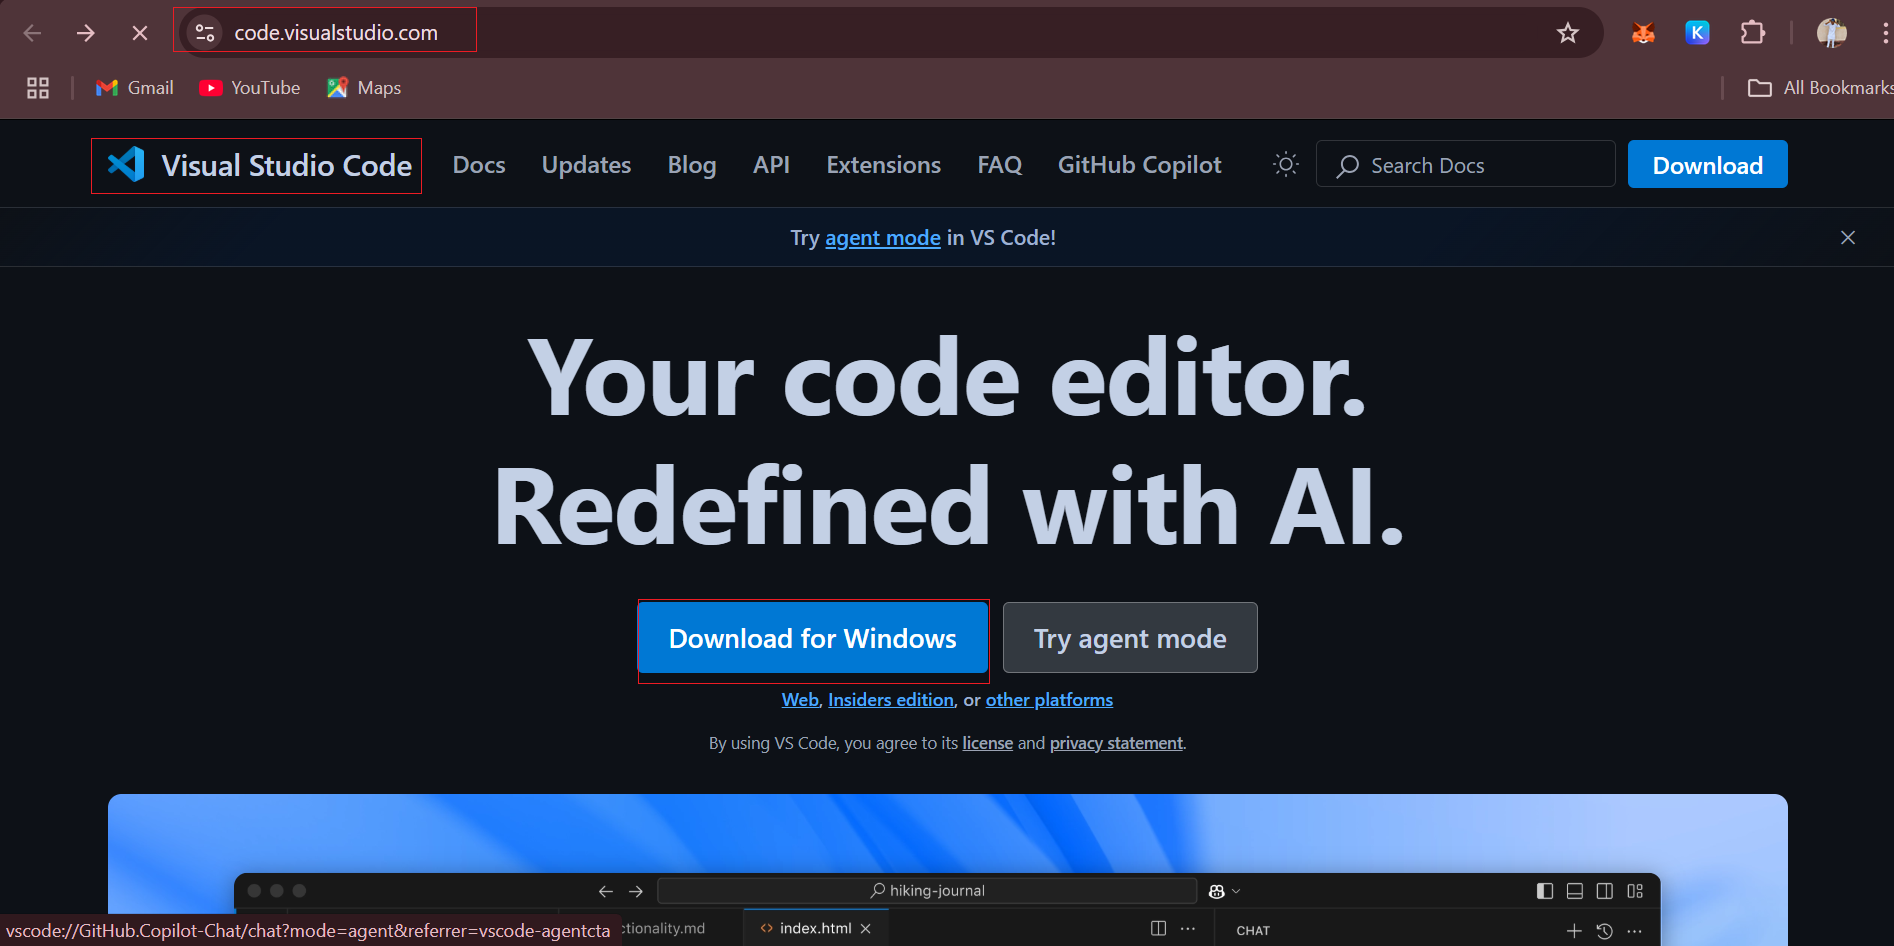 code.visualstudio.com
Gmail YouTube Maps All Bookmarks
Visual Studio Code Docs Updates Blog API Extensions FAQ GitHub Copilot Search Docs Download
Try agent mode in VS Code!
Your code editor.
Redefined with AI.
Download for Windows Try agent mode
Web, Insiders edition, or other platforms
By using VS Code, you agree to its license and privacy statement.
hiking-journal
vscode://GitHub.Copilot-Chat/chat?mode=agent&referrer=vscode-agentcta ctionality.md <> index.html CHAT